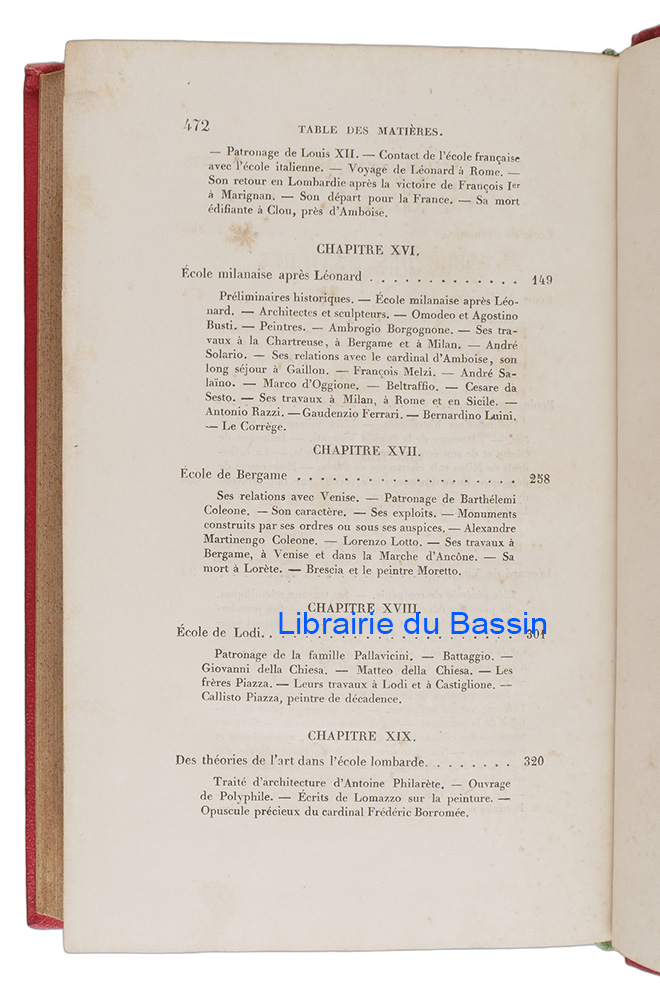 472 TABLE DES MATIÈRES.
— Patronage de Louis XII. — Contact de l'école française
avec l'école italienne. — Voyage de Léonard à Rome. —
Son retour en Lombardie après la victoire de François Ier
à Marignan. — Son départ pour la France. — Sa mort
édifiante à Clou, près d'Amboise.
CHAPITRE XVI.
École milanaise après Léonard . . . . . . . . . . . . . 149
Préliminaires historiques. — École milanaise après Léo-
nard. — Architectes et sculpteurs. — Omodeo et Agostino
Busti. — Peintres. — Ambrogio Borgognone. — Ses tra-
vaux à la Chartreuse, à Bergame et à Milan. — André
Solario. — Ses relations avec le cardinal d'Amboise, son
long séjour à Gaillon. — François Melzi. — André Sa-
laïno. — Marco d'Oggione. — Beltraffio. — Cesare da
Sesto. — Ses travaux à Milan, à Rome et en Sicile. —
Antonio Razzi. — Gaudenzio Ferrari. — Bernardino Luini.
— Le Corrège.
CHAPITRE XVII.
École de Bergame . . . . . . . . . . . . . . . . . . . 258
Ses relations avec Venise. — Patronage de Barthélemi
Coleone. — Son caractère. — Ses exploits. — Monuments
construits par ses ordres ou sous ses auspices. — Alexandre
Martinengo Coleone. — Lorenzo Lotto. — Ses travaux à
Bergame, à Venise et dans la Marche d'Ancône. — Sa
mort à Lorète. — Brescia et le peintre Moretto.
CHAPITRE XVIII.
Librairie du Bassin
École de Lodi. . . . . . . . . . . . . . . . . . . . . 301
Patronage de la famille Pallavicini. — Battaggio. —
Giovanni della Chiesa. — Matteo della Chiesa. — Les
frères Piazza. — Leurs travaux à Lodi et à Castiglione. —
Callisto Piazza, peintre de décadence.
CHAPITRE XIX.
Des théories de l'art dans l'école lombarde. . . . . . . . 320
Traité d'architecture d'Antoine Philarète. — Ouvrage
de Polyphile. — Écrits de Lomazzo sur la peinture. —
Opuscule précieux du cardinal Frédéric Borromée.